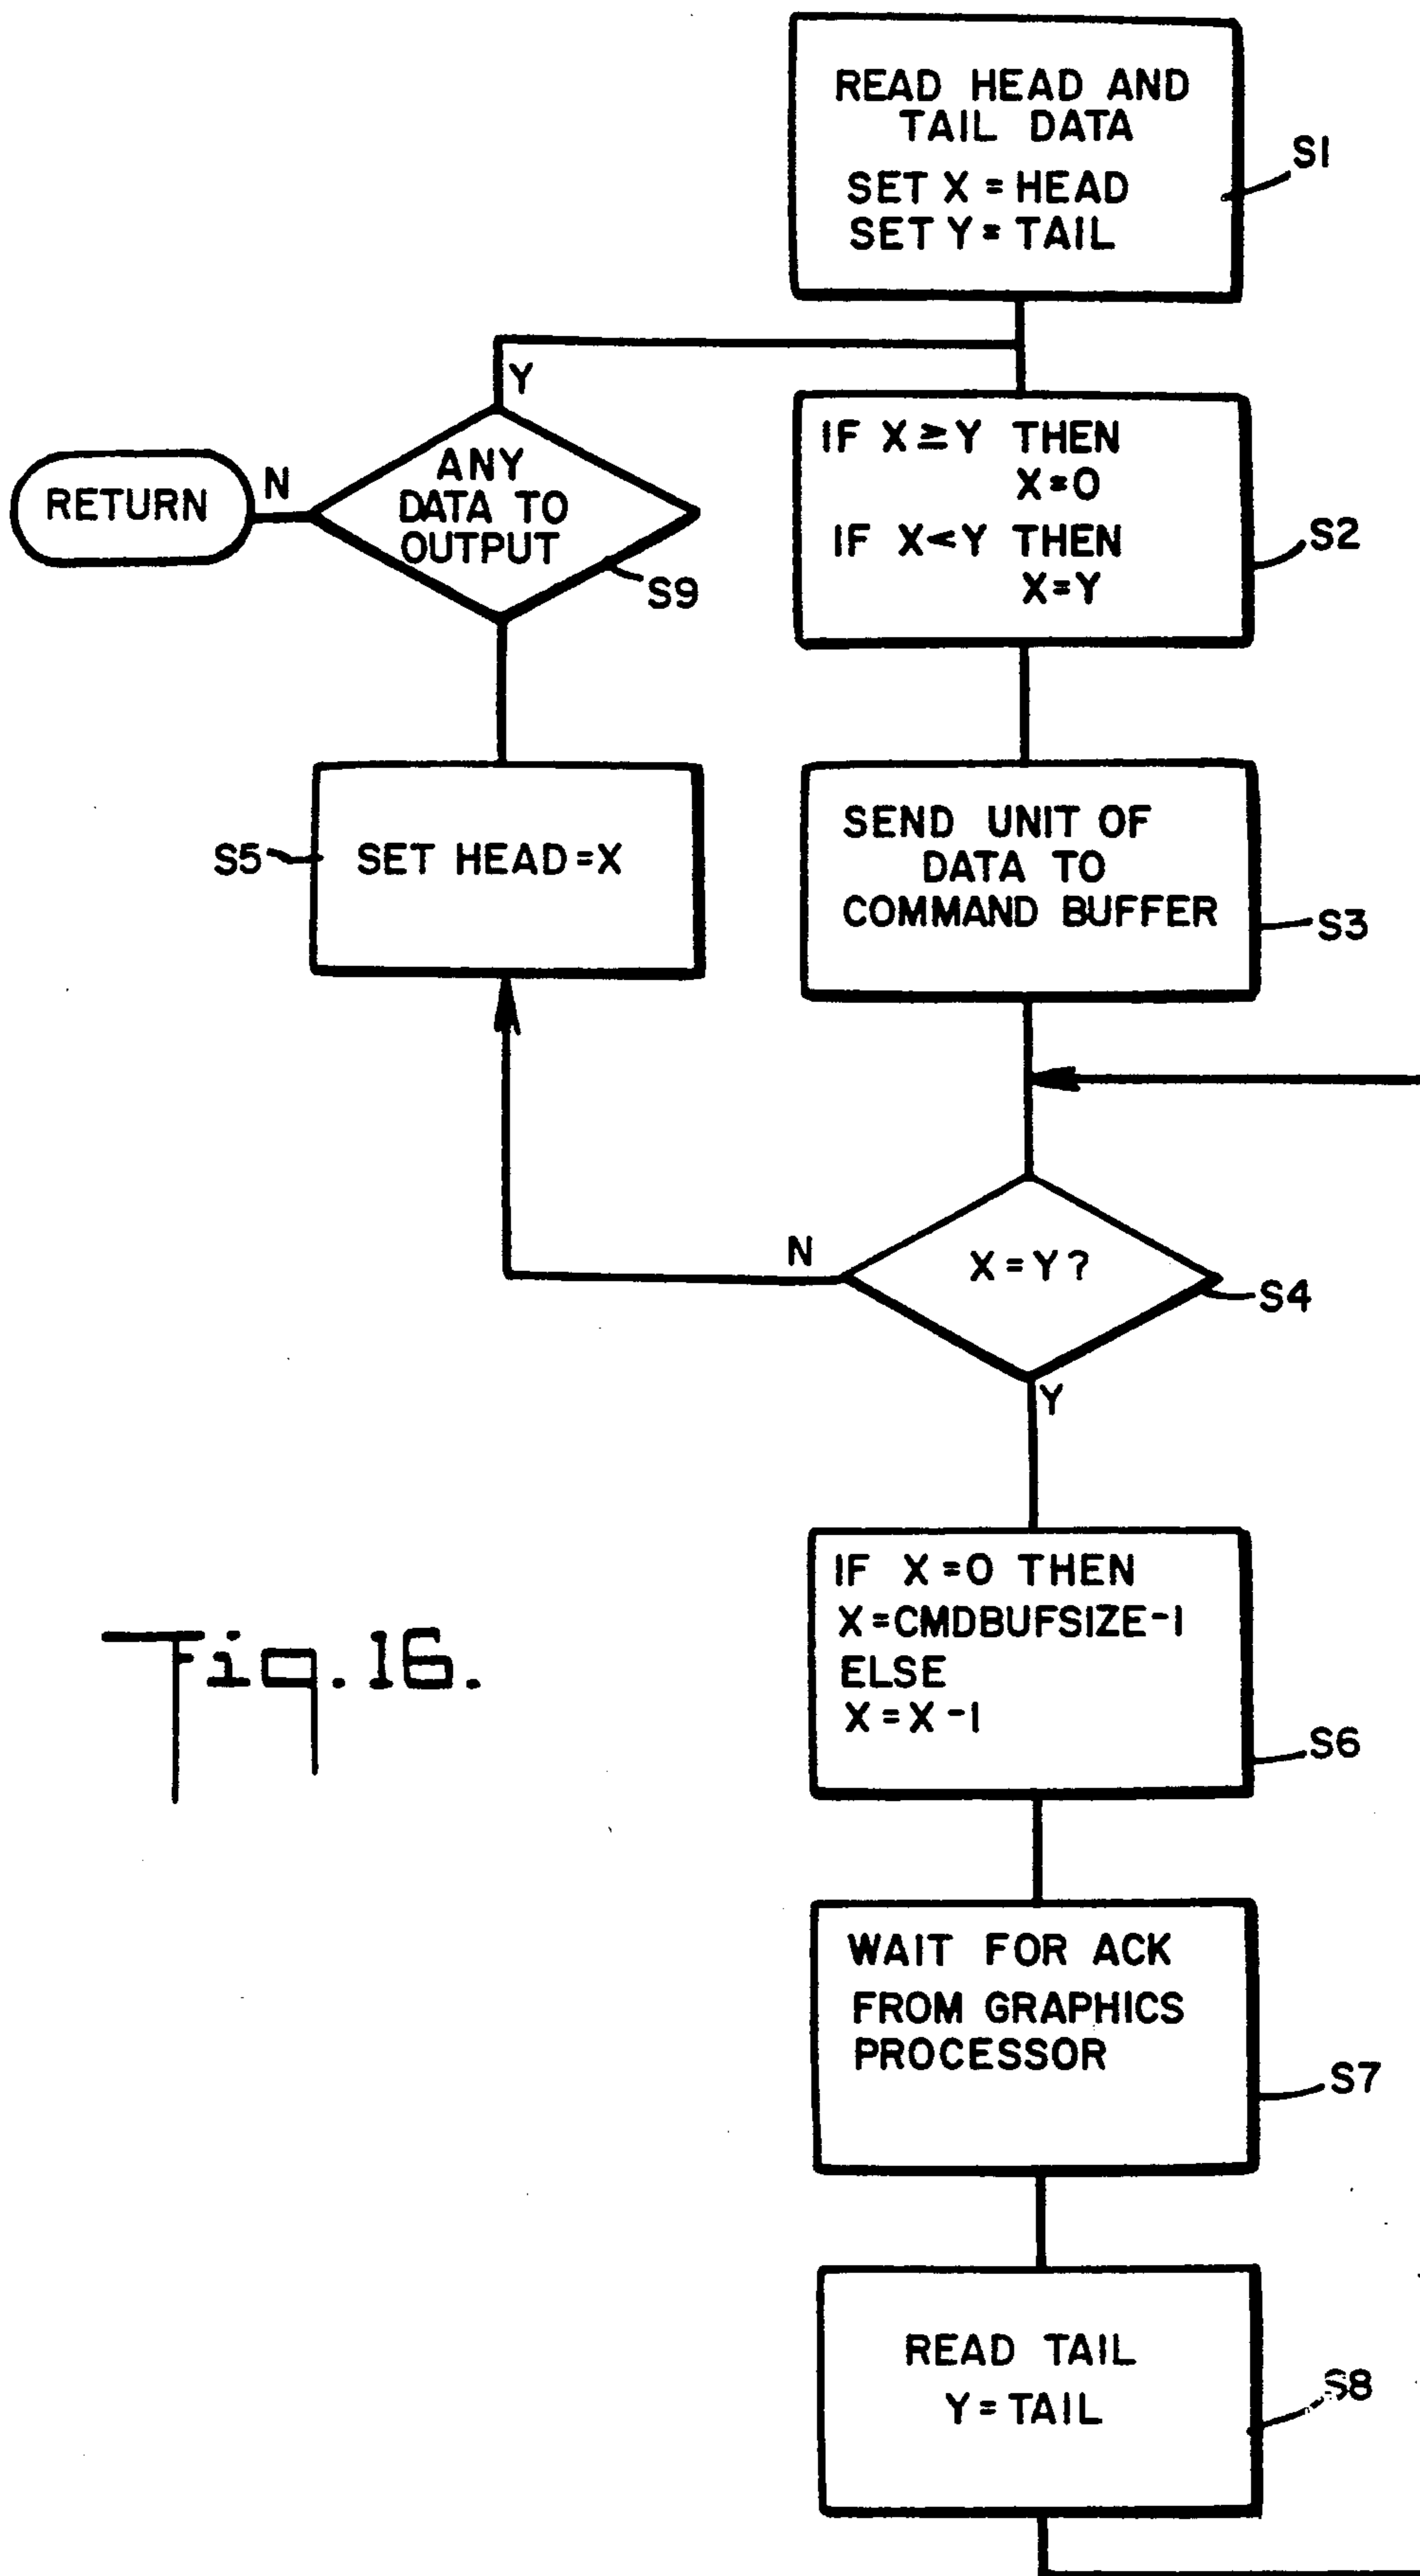 READ HEAD AND
TAIL DATA
SET X = HEAD
SET Y = TAIL
S1
Y
IF X ≥ Y THEN
X=0
IF X < Y THEN
X=Y
S2
RETURN
N
ANY
DATA TO
OUTPUT
S9
SEND UNIT OF
DATA TO
COMMAND BUFFER
S3
S5
SET HEAD=X
N
X = Y ?
S4
Y
IF X = 0 THEN
X=CMDBUFSIZE-1
ELSE
X = X -1
S6
Fig. 16.
WAIT FOR ACK
FROM GRAPHICS
PROCESSOR
S7
READ TAIL
Y = TAIL
S8